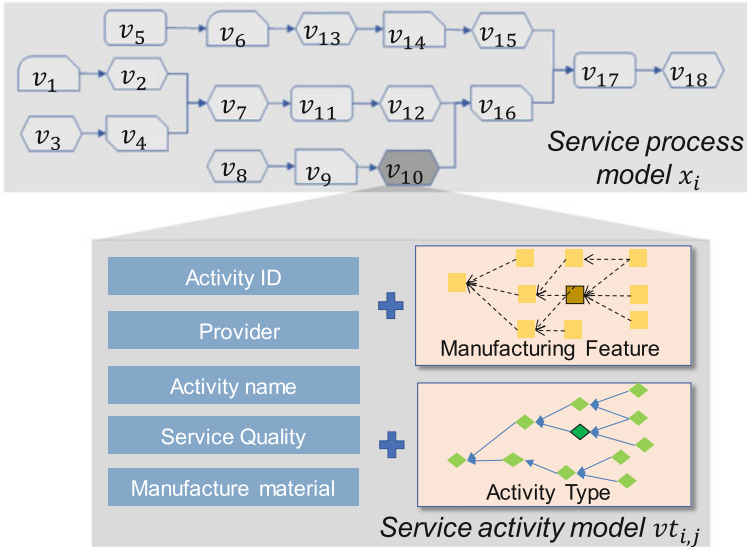 v5 v6 v13 v14 v15
v17 v18
v1 v2
v7 v11 v12 v16
v3 v4
v8 v9 v10
Service process
model xi
Activity ID
Provider
Activity name
Service Quality
Manufacture material
Manufacturing Feature
Activity Type
Service activity model vti,j